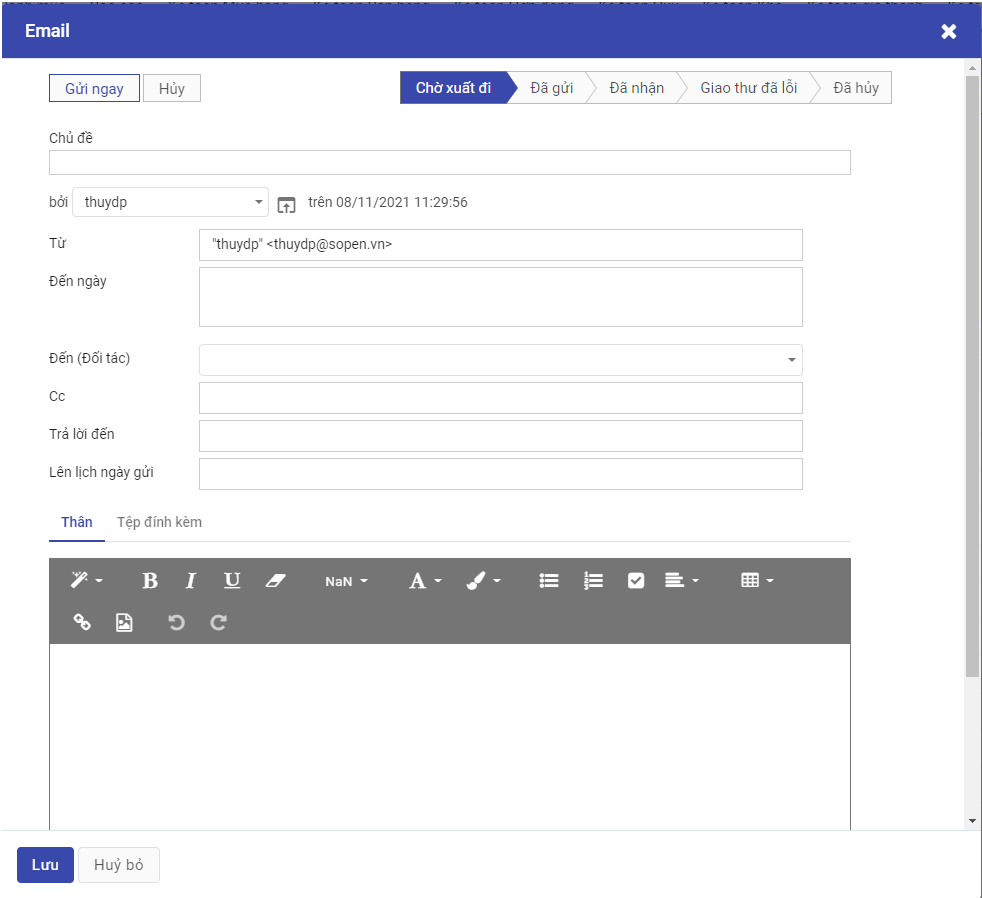 Email
Gửi ngay Hủy Chờ xuất đi Đã gửi Đã nhận Giao thư đã lỗi Đã hủy
Chủ đề
bởi thuydp trên 08/11/2021 11:29:56
Từ "thuydp" <thuydp@sopen.vn>
Đến ngày
Đến (Đối tác)
Cc
Trả lời đến
Lên lịch ngày gửi
Thân Tệp đính kèm
B I U NaN A
Lưu Huỷ bỏ